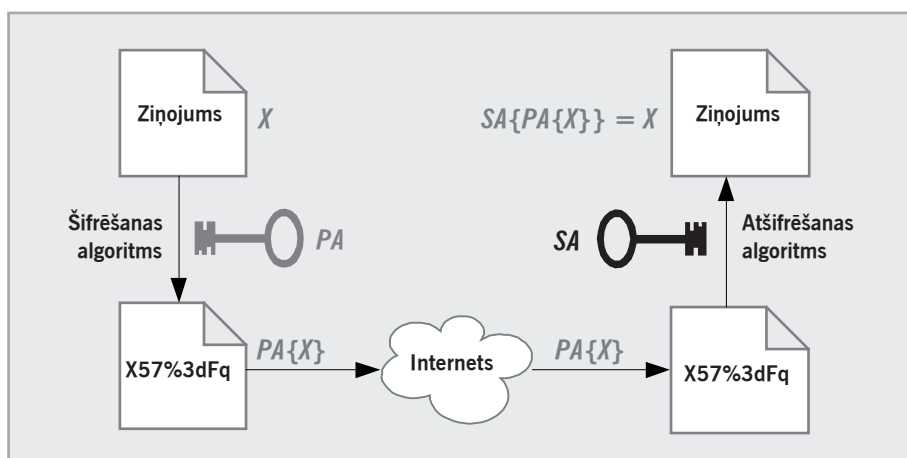 Ziņojums
X
Šifrēšanas
algoritms
PA
X57%3dFq
PA{X}
Internets
PA{X}
X57%3dFq
SA
Atšifrēšanas
algoritms
SA{PA{X}} = X
Ziņojums